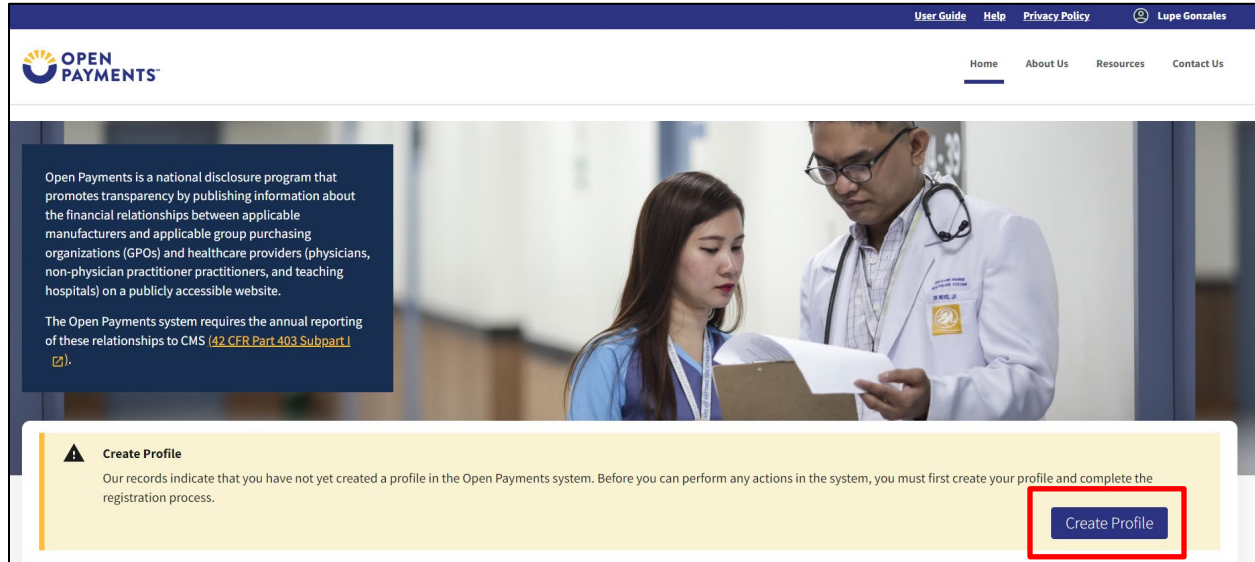 User Guide Help Privacy Policy Lupe Gonzales
OPEN
PAYMENTS™
Home About Us Resources Contact Us
Open Payments is a national disclosure program that
promotes transparency by publishing information about
the financial relationships between applicable
manufacturers and applicable group purchasing
organizations (GPOs) and healthcare providers (physicians,
non-physician practitioner practitioners, and teaching
hospitals) on a publicly accessible website.
The Open Payments system requires the annual reporting
of these relationships to CMS (42 CFR Part 403 Subpart I
).
Create Profile
Our records indicate that you have not yet created a profile in the Open Payments system. Before you can perform any actions in the system, you must first create your profile and complete the
registration process.
Create Profile